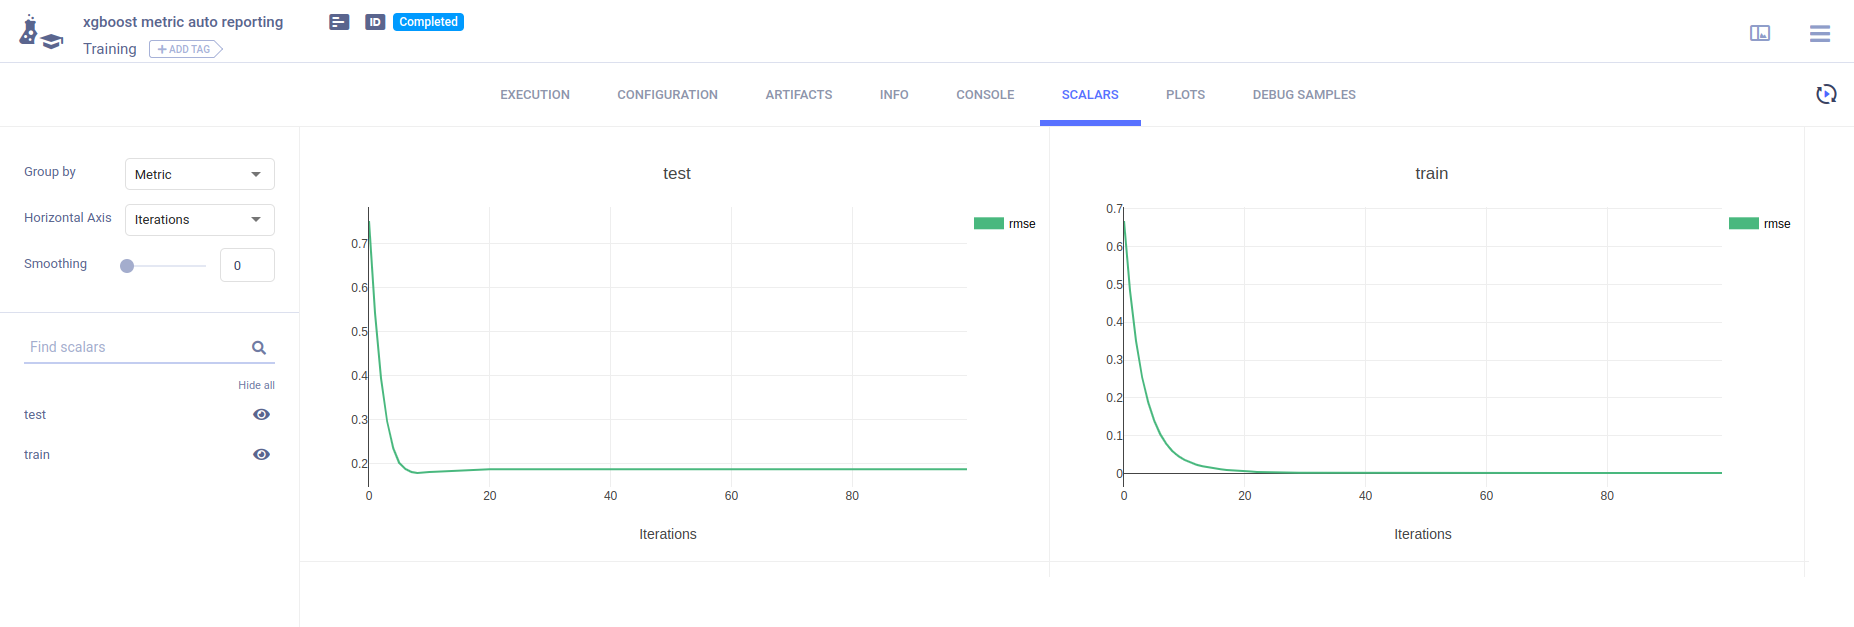 xgboost metric auto reporting ID Completed
Training + ADD TAG
EXECUTION CONFIGURATION ARTIFACTS INFO CONSOLE SCALARS PLOTS DEBUG SAMPLES
Group by Metric
Horizontal Axis Iterations
Smoothing 0
Find scalars
Hide all
test
train
test
rmse
0.7
0.6
0.5
0.4
0.3
0.2
0 20 40 60 80
Iterations
train
rmse
0.7
0.6
0.5
0.4
0.3
0.2
0.1
0
0 20 40 60 80
Iterations